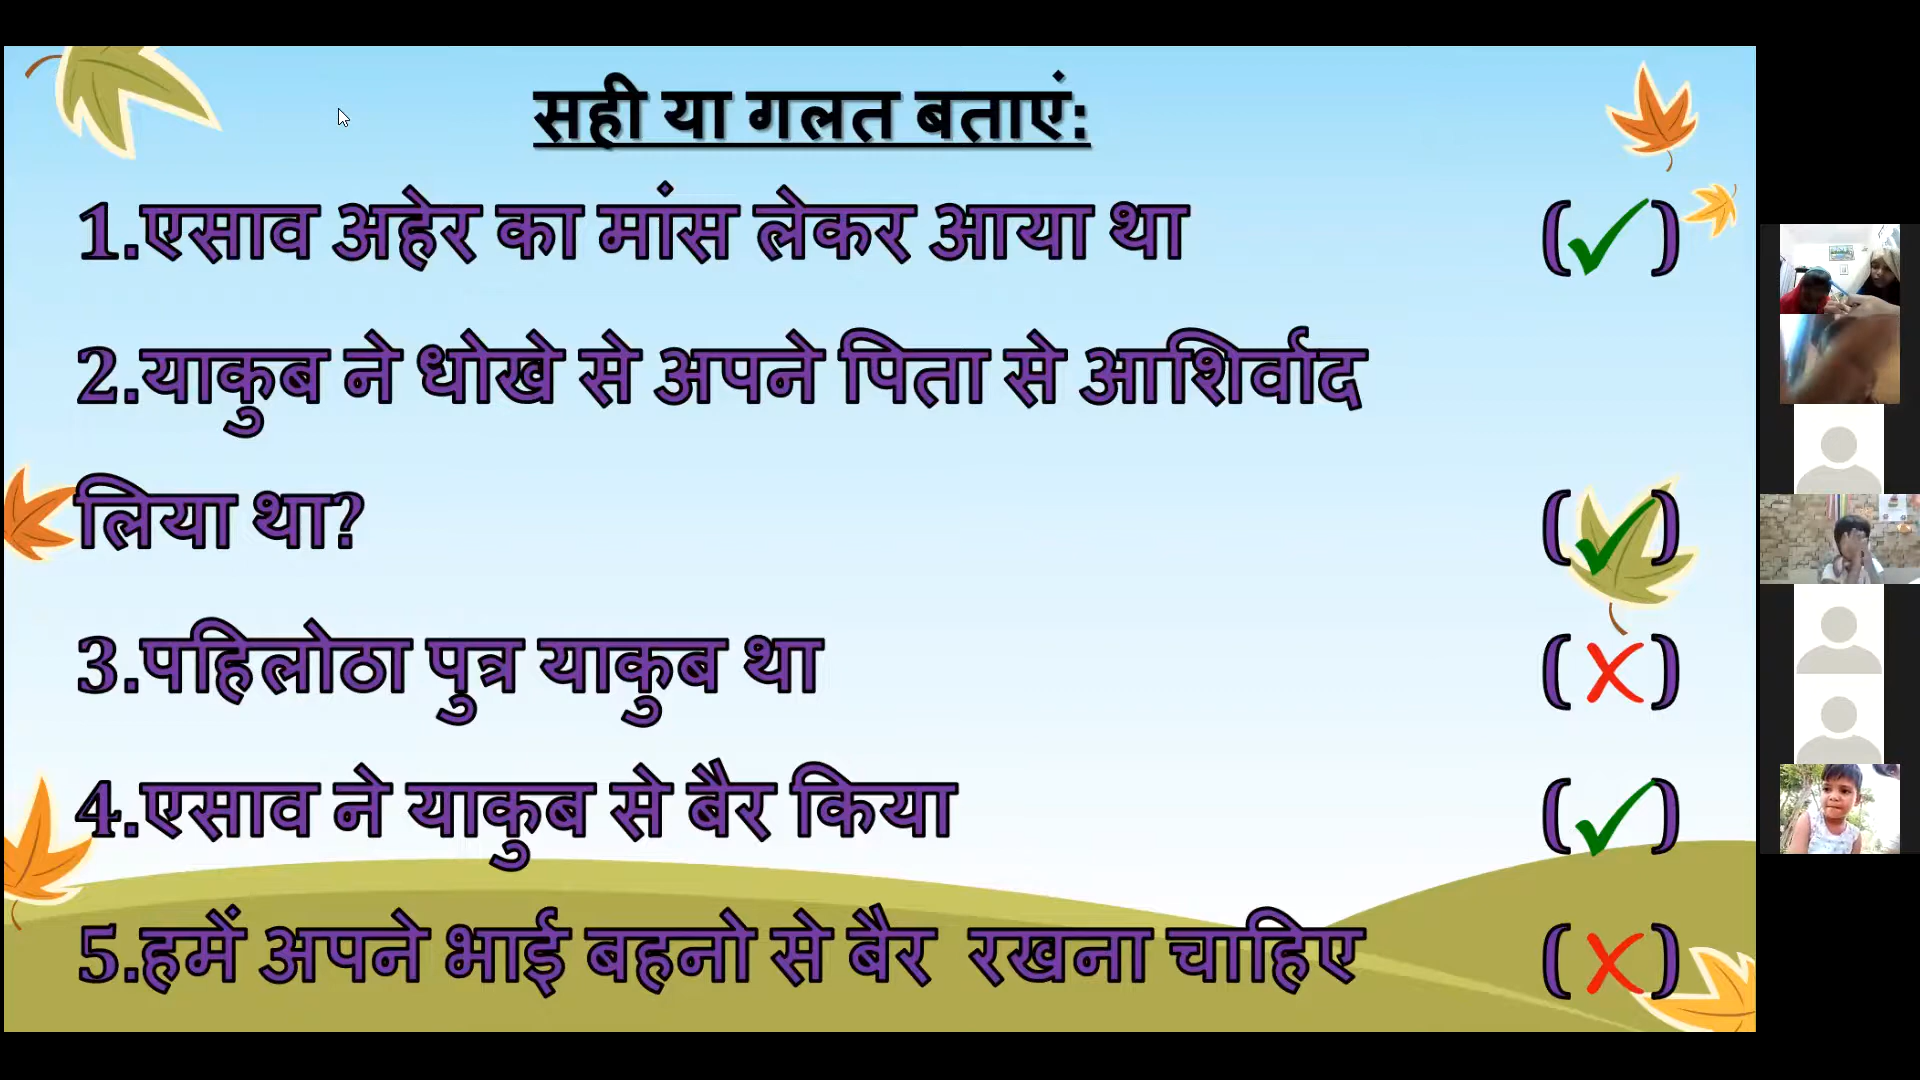 सही या गलत बताएं:
1.एसाव अहेर का मांस लेकर आया था (✓)
2.याकुब ने धोखे से अपने पिता से आशिर्वाद
लिया था? (✓)
3.पहिलोठा पुत्र याकुब था (✗)
4.एसाव ने याकुब से बैर किया (✓)
5.हमें अपने भाई बहनो से बैर रखना चाहिए (✗)